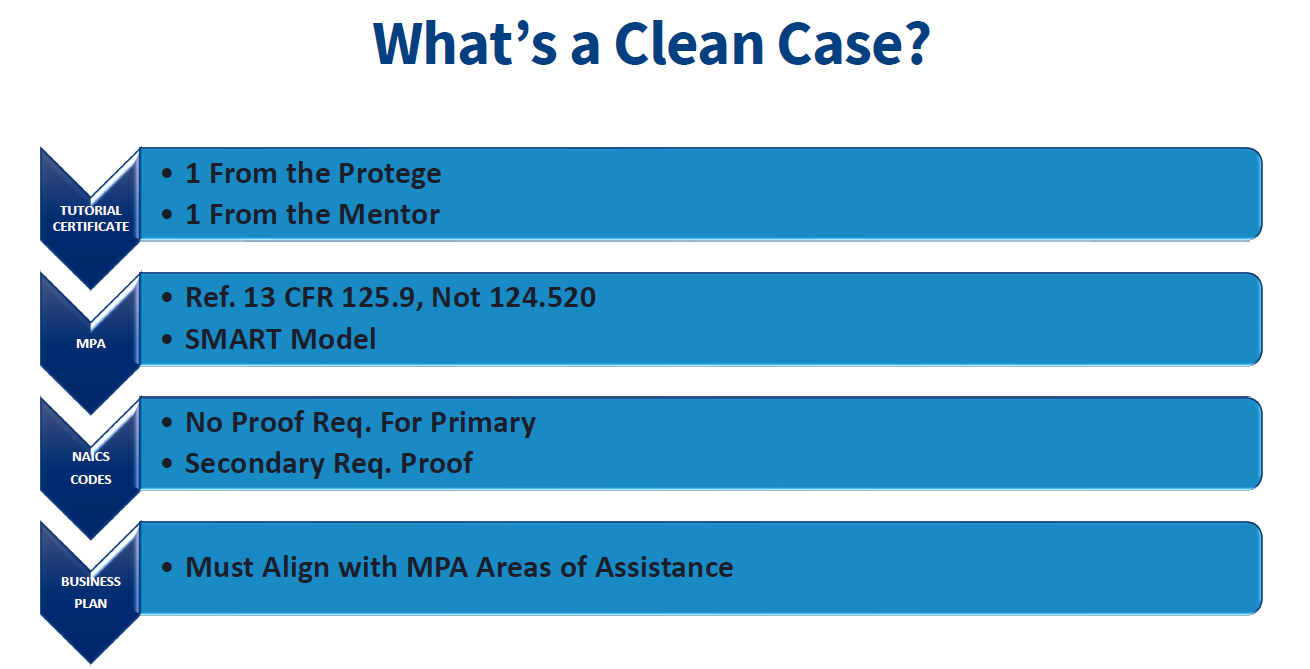 What’s a Clean Case?
TUTORIAL
CERTIFICATE
• 1 From the Protege
• 1 From the Mentor
MPA
• Ref. 13 CFR 125.9, Not 124.520
• SMART Model
NAICS
CODES
• No Proof Req. For Primary
• Secondary Req. Proof
BUSINESS
PLAN
• Must Align with MPA Areas of Assistance